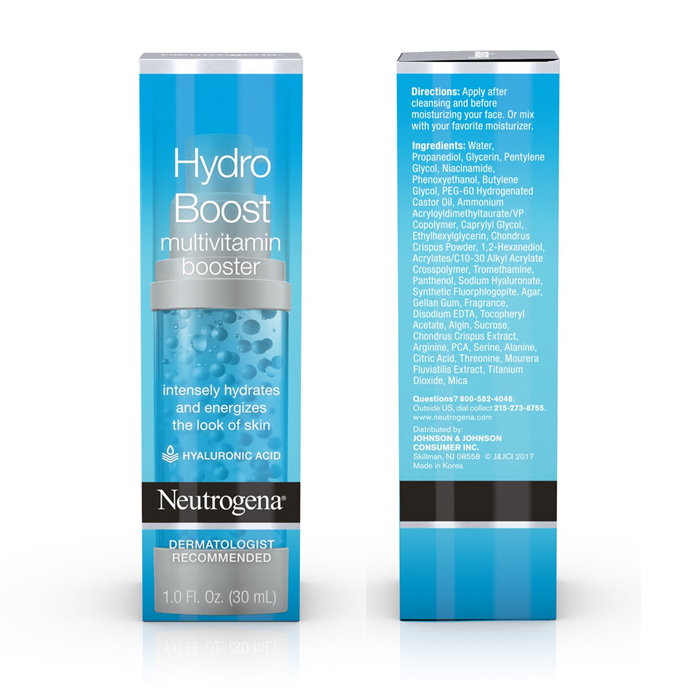 Hydro
Boost
multivitamin
booster
intensely hydrates
and energizes
the look of skin
HYALURONIC ACID
Neutrogena®
DERMATOLOGIST
RECOMMENDED
1.0 Fl. Oz. (30 mL)
Directions: Apply after
cleansing and before
moisturizing your face. Or mix
with your favorite moisturizer.
Ingredients: Water,
Propanediol, Glycerin, Pentylene
Glycol, Niacinamide,
Phenoxyethanol, Butylene
Glycol, PEG-60 Hydrogenated
Castor Oil, Ammonium
Acryloyldimethyltaurate/VP
Copolymer, Caprylyl Glycol,
Ethylhexylglycerin, Chondrus
Crispus Powder, 1,2-Hexanediol,
Acrylates/C10-30 Alkyl Acrylate
Crosspolymer, Tromethamine,
Panthenol, Sodium Hyaluronate,
Synthetic Fluorphlogopite, Agar,
Gellan Gum, Fragrance,
Disodium EDTA, Tocopheryl
Acetate, Algin, Sucrose,
Chondrus Crispus Extract,
Arginine, PCA, Serine, Alanine,
Citric Acid, Threonine, Mourera
Fluviatilis Extract, Titanium
Dioxide, Mica
Questions? 800-582-4048;
Outside US, dial collect 215-273-8755.
www.neutrogena.com
Distributed by:
JOHNSON & JOHNSON
CONSUMER INC.
Skillman, NJ 08558 © J&JCI 2017
Made in Korea